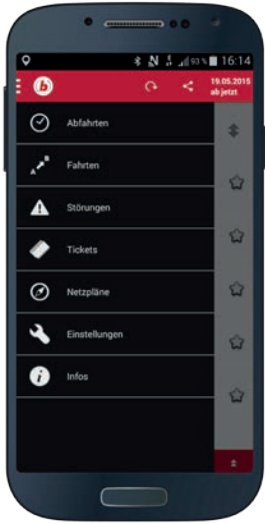 93 % 16:14
b
19.05.2015
ab jetzt
Abfahrten
Fahrten
Störungen
Tickets
Netzpläne
Einstellungen
i Infos